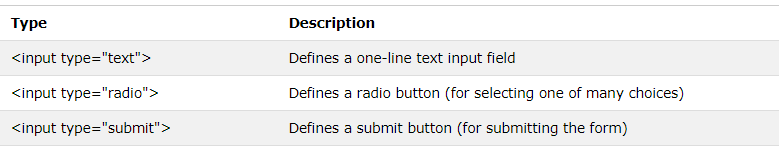 Type Description
<input type="text"> Defines a one-line text input field
<input type="radio"> Defines a radio button (for selecting one of many choices)
<input type="submit"> Defines a submit button (for submitting the form)